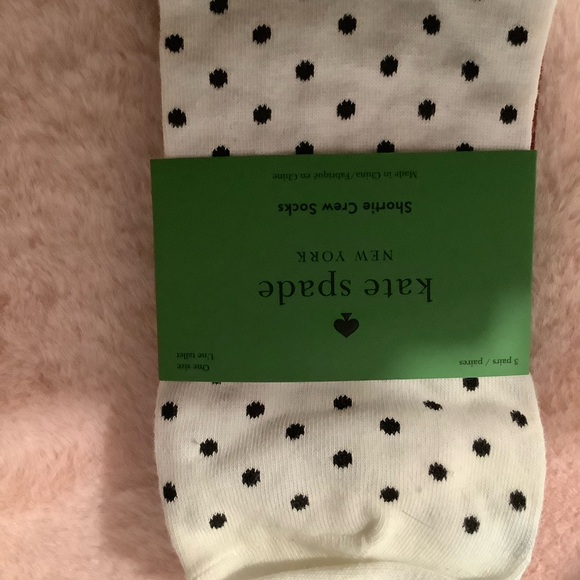 3 pairs / paires
One size
Une taille
kate spade
NEW YORK
Shortie Crew Socks
Made in China/Fabriqué en Chine